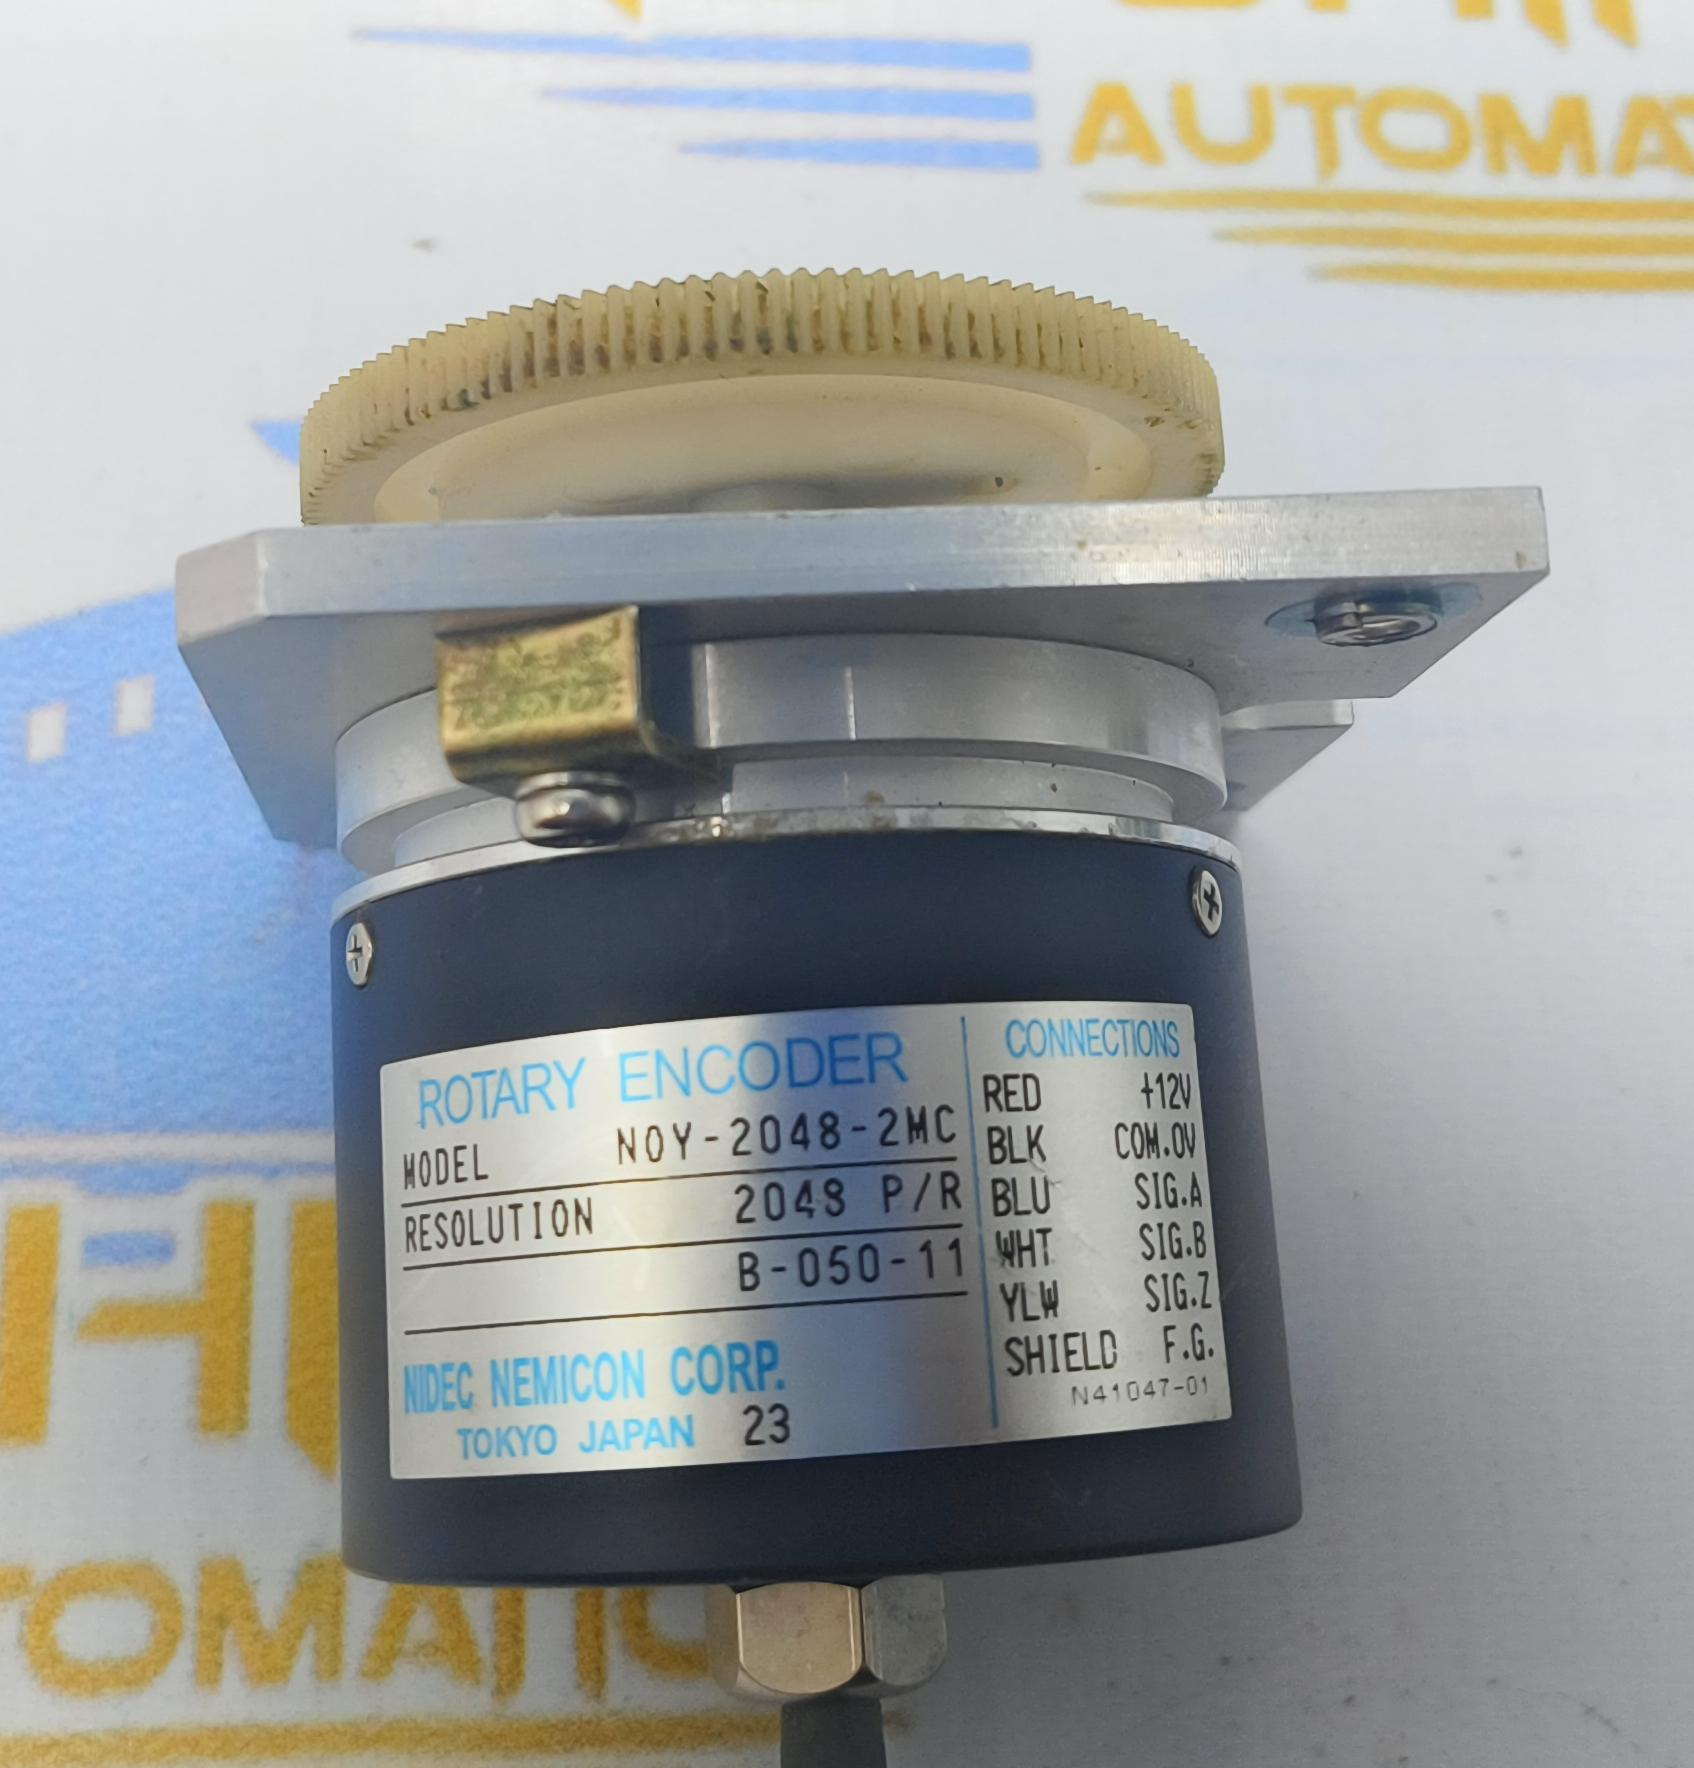 AUTOMA
ROTARY ENCODER
MODEL NOY-2048-2MC
RESOLUTION 2048 P/R
B-050-11
NIDEC NEMICON CORP.
TOKYO JAPAN 23
CONNECTIONS
RED +12V
BLK COM.0V
BLU SIG.A
WHT SIG.B
YLW SIG.Z
SHIELD F.G.
N41047-01
TOMATIC